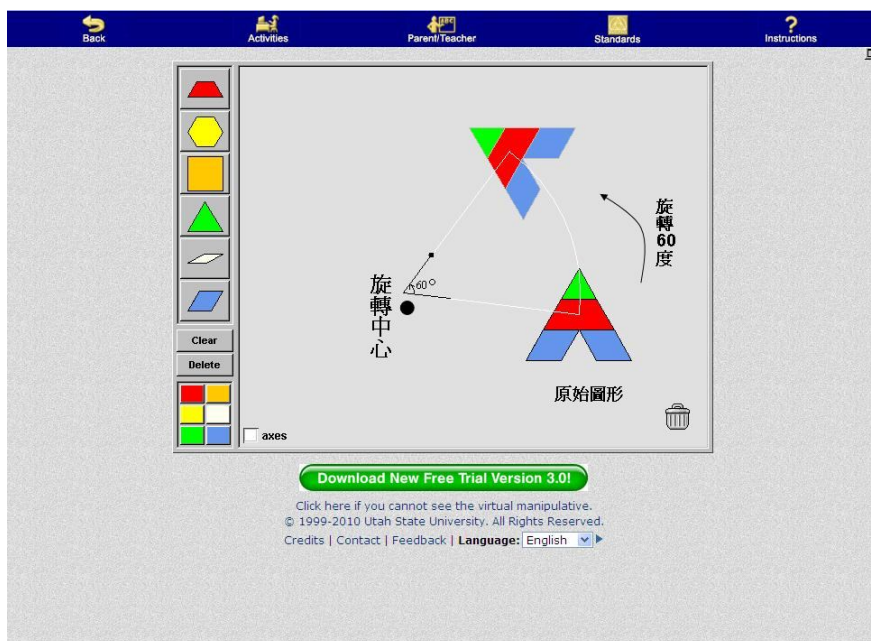 Back
Activities
Parent/Teacher
Standards
Instructions
旋轉60度
60°
旋轉中心
原始圖形
Clear
Delete
axes
Download New Free Trial Version 3.0!
Click here if you cannot see the virtual manipulative.
© 1999-2010 Utah State University. All Rights Reserved.
Credits | Contact | Feedback | Language: English